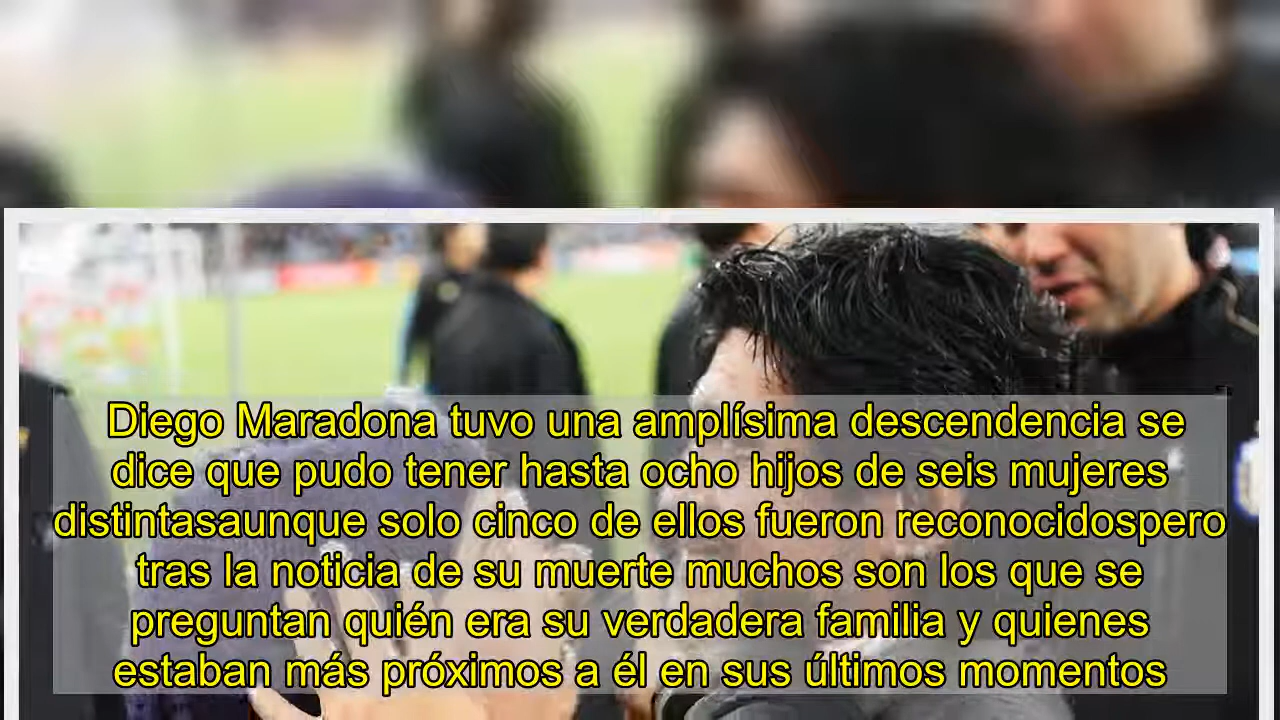 Diego Maradona tuvo una amplísima descendencia se
dice que pudo tener hasta ocho hijos de seis mujeres
distintasaunque solo cinco de ellos fueron reconocidospero
tras la noticia de su muerte muchos son los que se
preguntan quién era su verdadera familia y quienes
estaban más próximos a él en sus últimos momentos